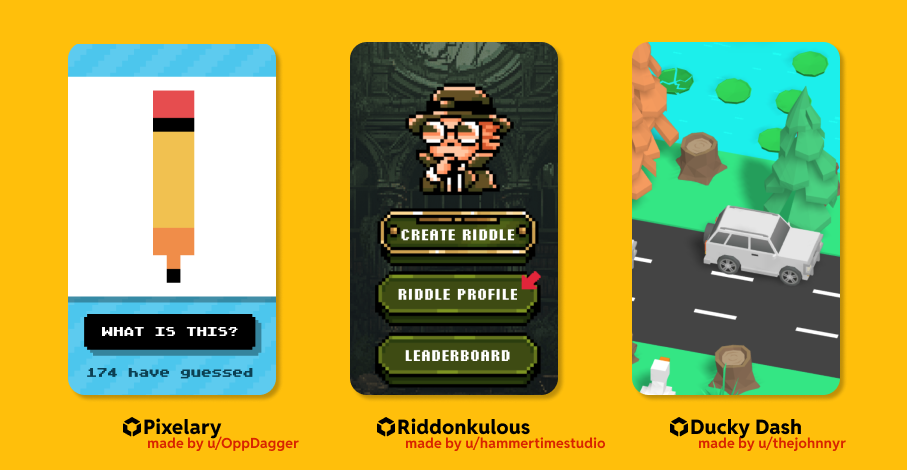 WHAT IS THIS?
174 have guessed
Pixelary
made by u/OppDagger
CREATE RIDDLE
RIDDLE PROFILE
LEADERBOARD
Riddonkulous
made by u/hammertimestudio
Ducky Dash
made by u/thejohnnyr